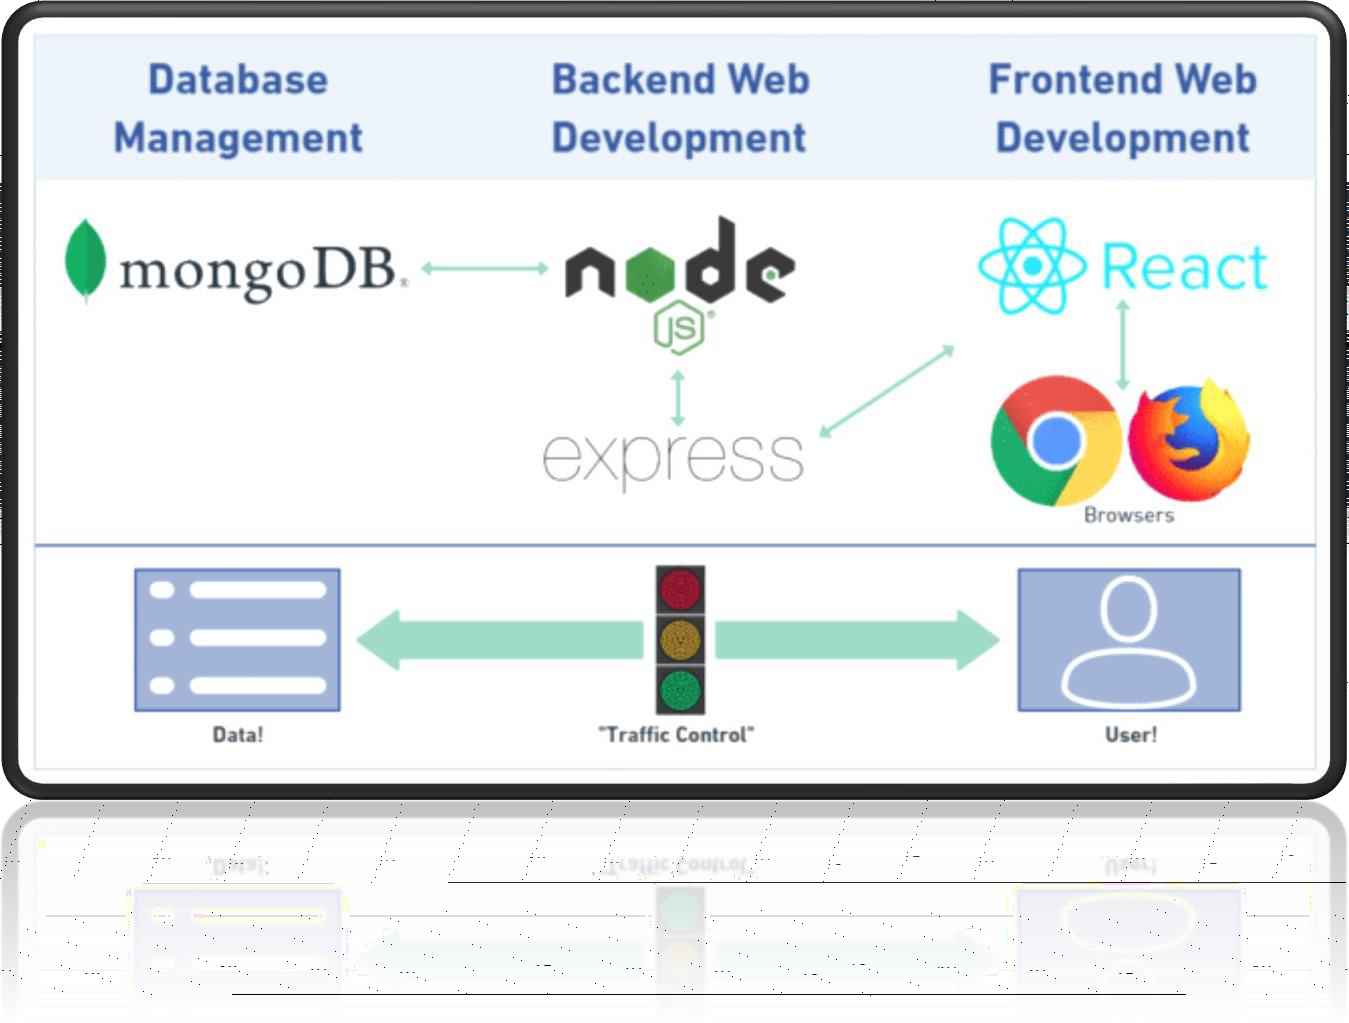 Database
Management
Backend Web
Development
Frontend Web
Development
mongoDB®
node
JS®
express
React
Browsers
Data!
"Traffic Control"
User!